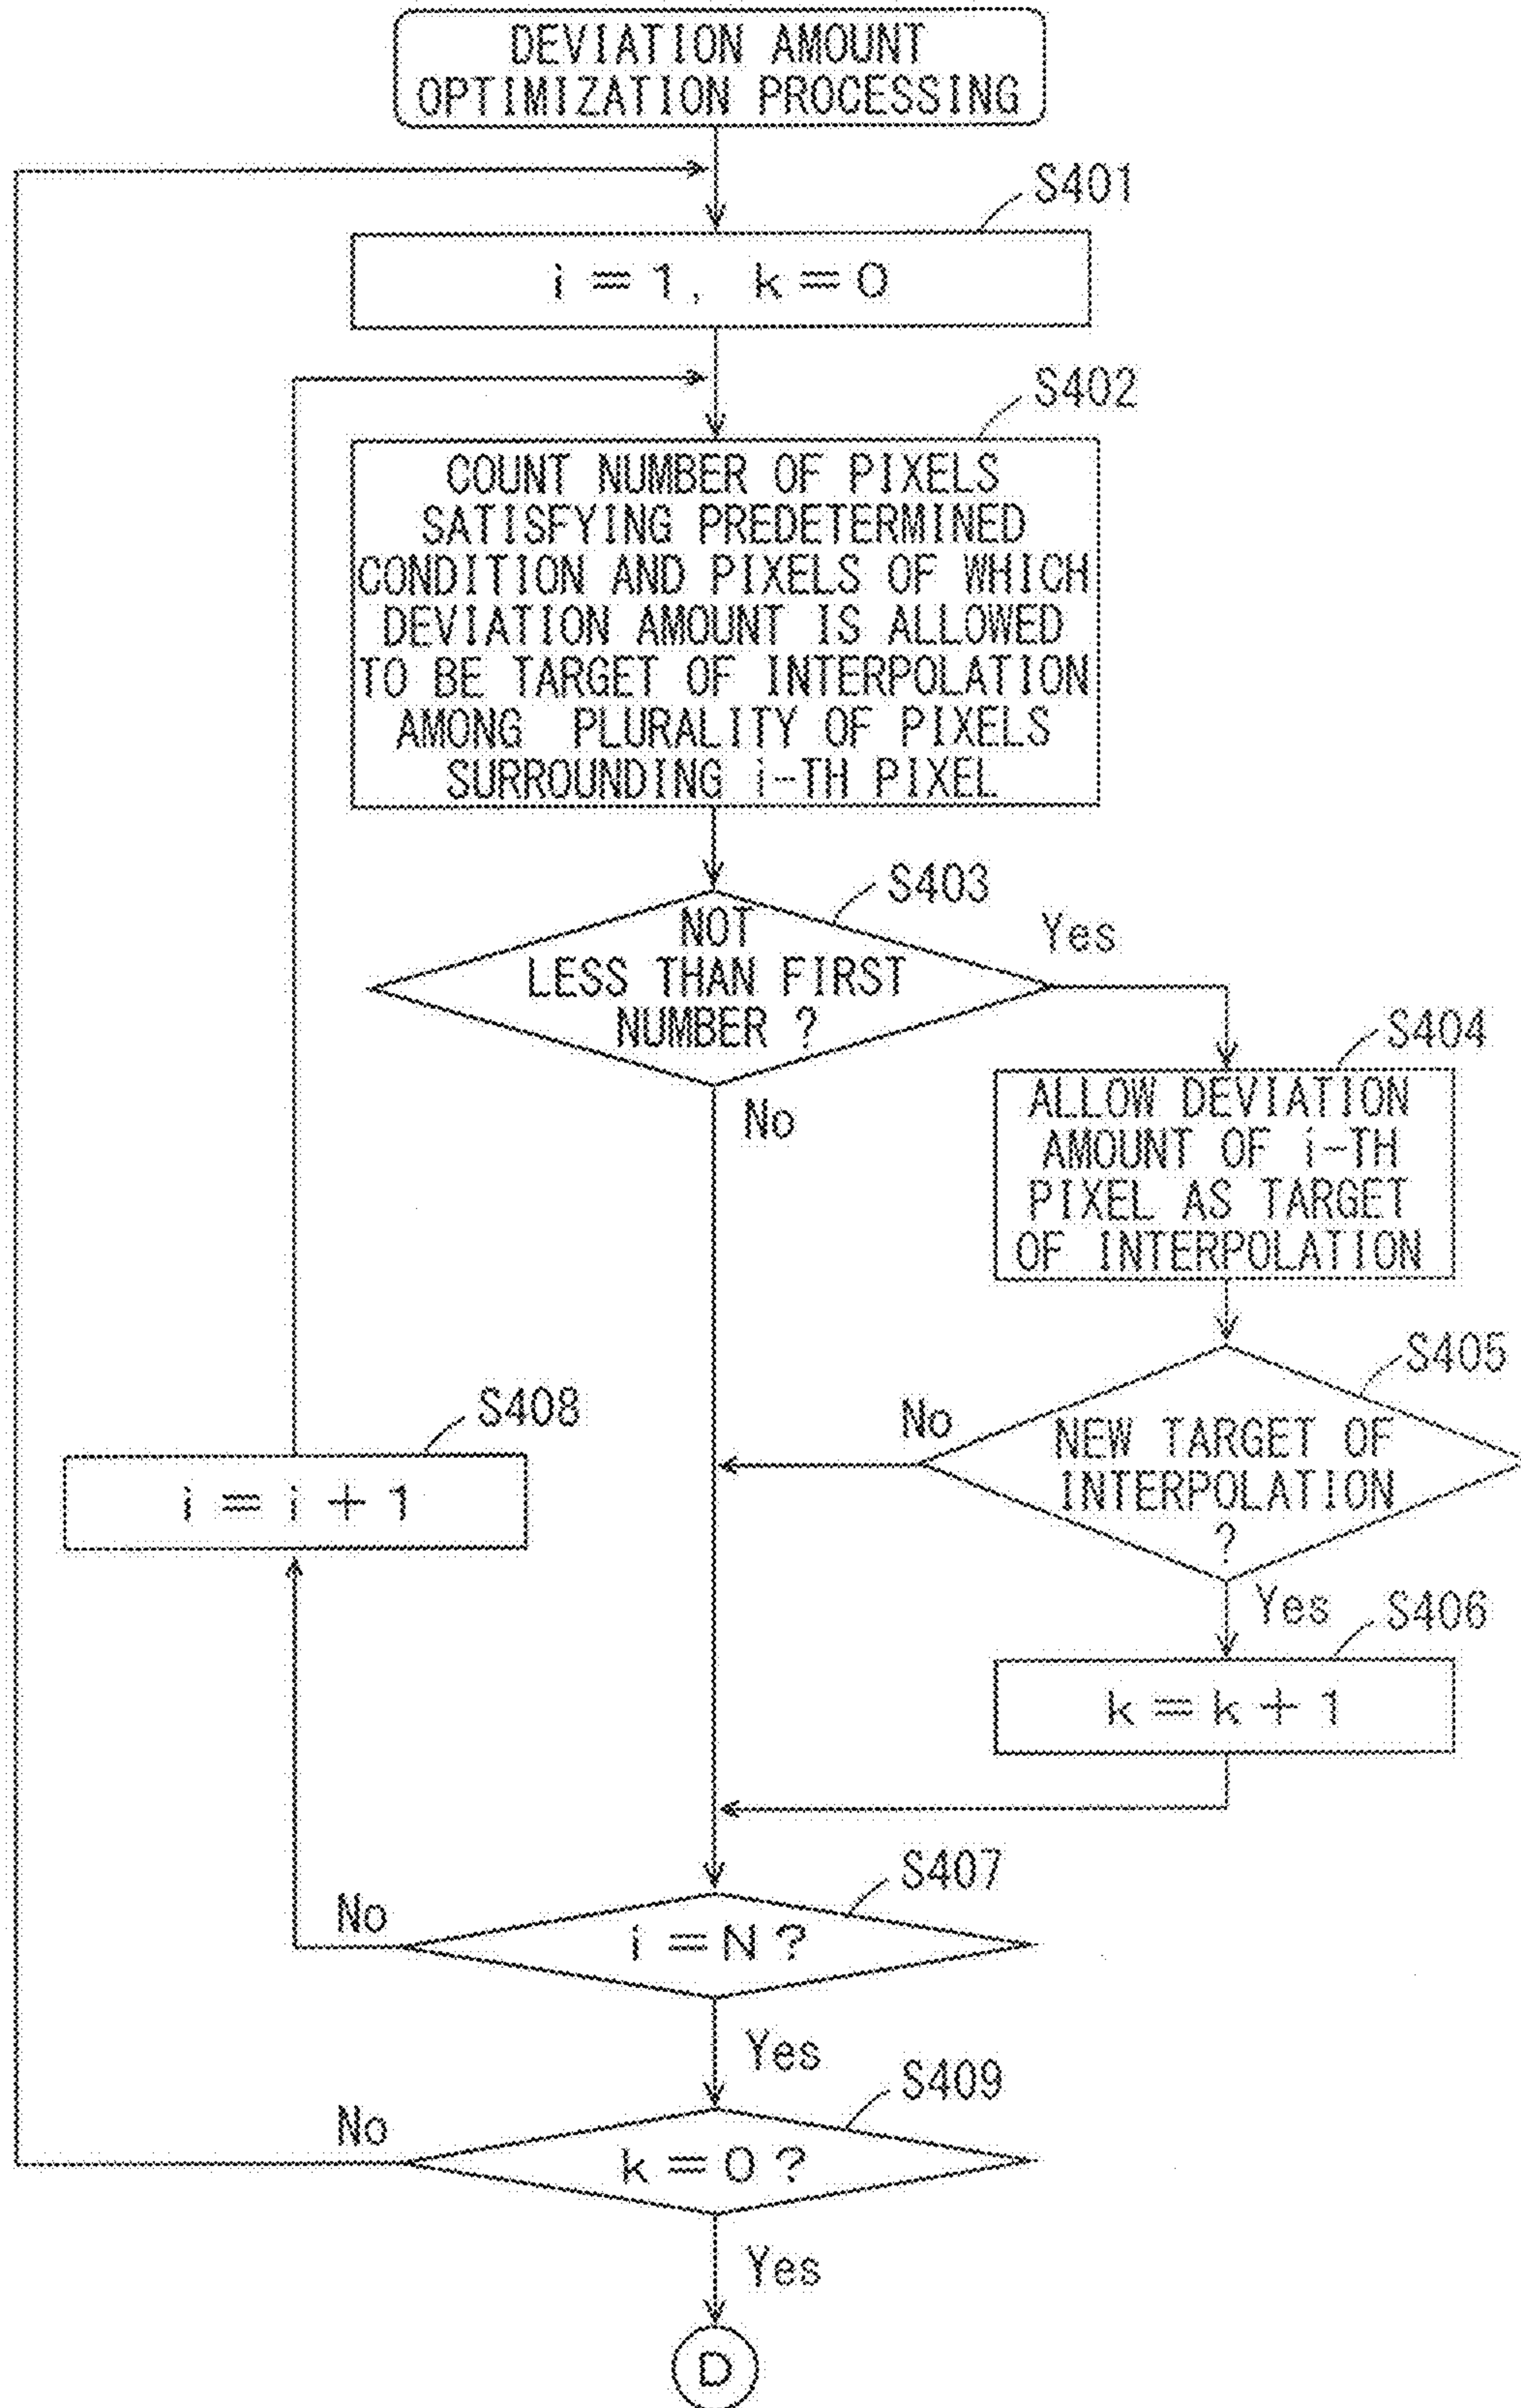 DEVIATION AMOUNT
OPTIMIZATION PROCESSING
S401
i=1, k=0
S402
COUNT NUMBER OF PIXELS
SATISFYING PREDETERMINED
CONDITION AND PIXELS OF WHICH
DEVIATION AMOUNT IS ALLOWED
TO BE TARGET OF INTERPOLATION
AMONG PLURALITY OF PIXELS
SURROUNDING i-TH PIXEL
S403
NOT
LESS THAN FIRST
NUMBER ?
Yes
No
S404
ALLOW DEVIATION
AMOUNT OF i-TH
PIXEL AS TARGET
OF INTERPOLATION
S405
NEW TARGET OF
INTERPOLATION
?
No
Yes
S406
k=k+1
S408
i=i+1
S407
i=N?
No
Yes
S409
k=0?
No
Yes
D